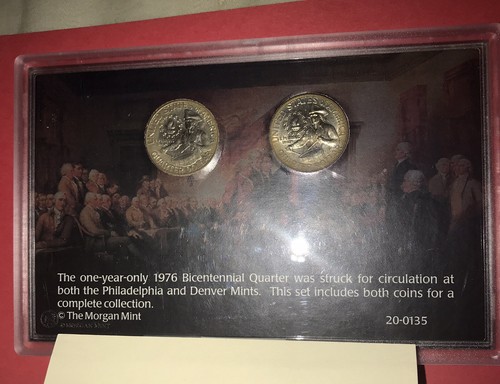 The one-year-only 1976 Bicentennial Quarter was struck for circulation at
both the Philadelphia and Denver Mints. This set includes both coins for a
complete collection.
© The Morgan Mint
20-0135